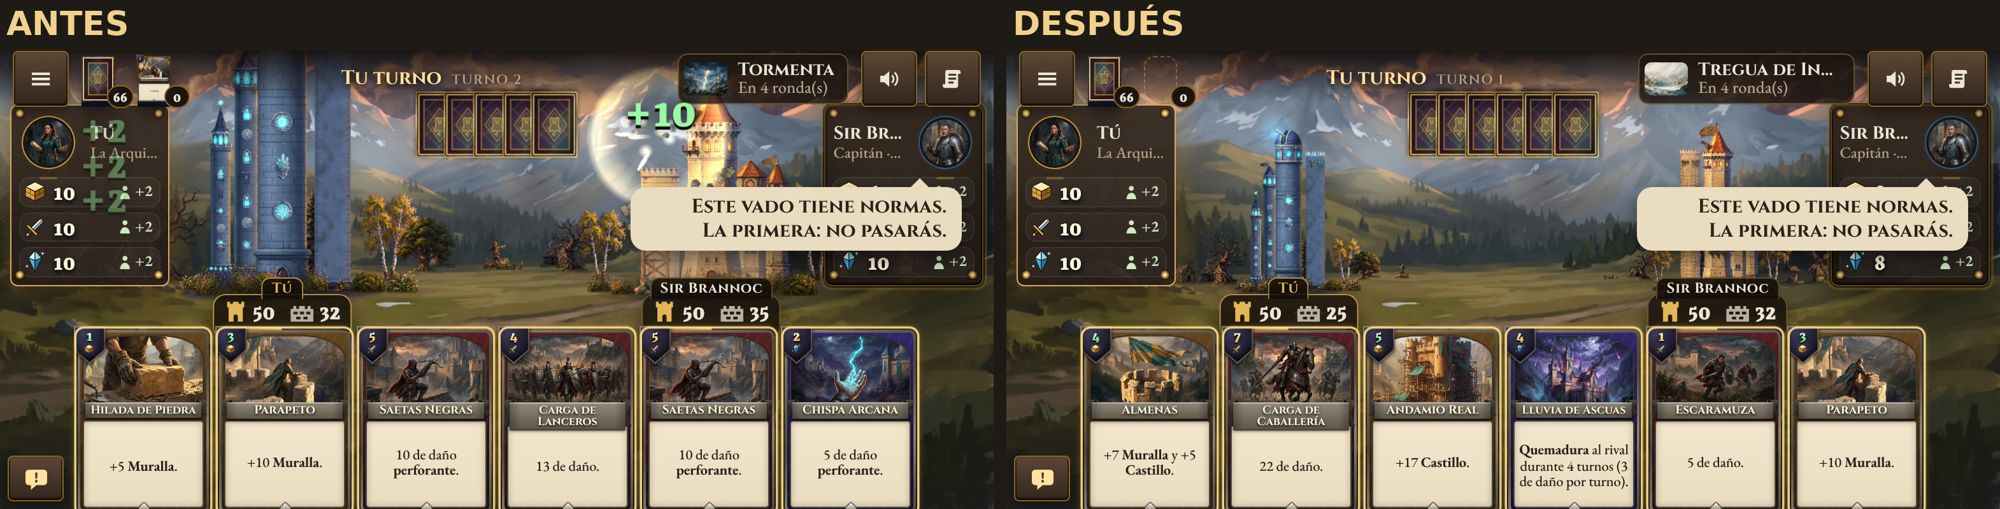 ANTES
66
0
TU TURNO TURNO 2
TORMENTA
En 4 ronda(s)
+10
TÚ
La Arqui...
+2
+2
+2
10
+2
10
+2
10
+2
SIR BR...
Capitán ·...
ESTE VADO TIENE NORMAS.
LA PRIMERA: NO PASARÁS.
10
+2
TÚ
50 32
SIR BRANNOC
50 35
1
HILADA DE PIEDRA
+5 Muralla.
3
PARAPETO
+10 Muralla.
5
SAETAS NEGRAS
10 de daño
perforante.
4
CARGA DE
LANCEROS
13 de daño.
5
SAETAS NEGRAS
10 de daño
perforante.
2
CHISPA ARCANA
5 de daño
perforante.
DESPUÉS
66
0
TU TURNO TURNO 1
TREGUA DE IN...
En 4 ronda(s)
TÚ
La Arqui...
10
+2
10
+2
10
+2
SIR BR...
Capitán ·...
ESTE VADO TIENE NORMAS.
LA PRIMERA: NO PASARÁS.
8
+2
TÚ
50 25
SIR BRANNOC
50 32
4
ALMENAS
+7 Muralla y +5
Castillo.
7
CARGA DE
CABALLERÍA
22 de daño.
5
ANDAMIO REAL
+17 Castillo.
4
LLUVIA DE ASCUAS
Quemadura al rival
durante 4 turnos (3
de daño por turno).
1
ESCARAMUZA
5 de daño.
3
PARAPETO
+10 Muralla.